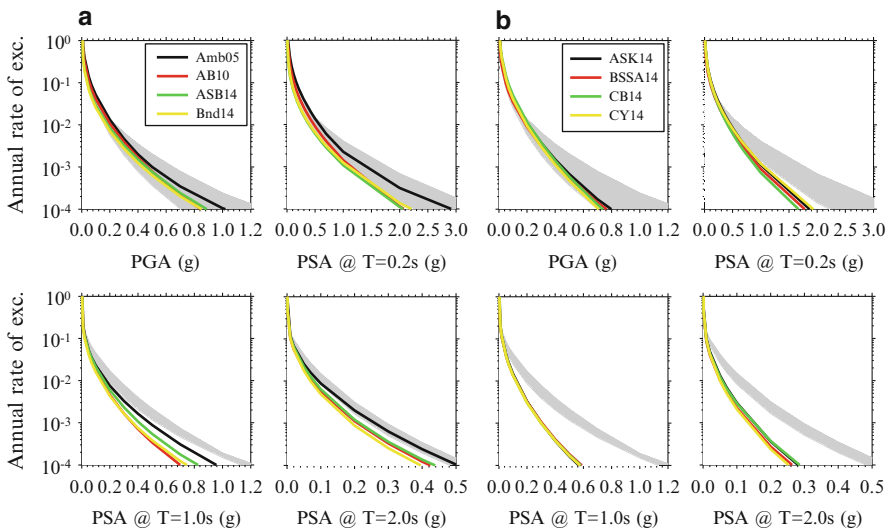 a
b
Annual rate of exc.
10⁰
10⁻¹
10⁻²
10⁻³
10⁻⁴
Amb05
AB10
ASB14
Bnd14
ASK14
BSSA14
CB14
CY14
0.0 0.2 0.4 0.6 0.8 1.0 1.2
0.0 0.5 1.0 1.5 2.0 2.5 3.0
0.0 0.2 0.4 0.6 0.8 1.0 1.2
0.0 0.5 1.0 1.5 2.0 2.5 3.0
PGA (g)
PSA @ T=0.2s (g)
PGA (g)
PSA @ T=0.2s (g)
Annual rate of exc.
10⁰
10⁻¹
10⁻²
10⁻³
10⁻⁴
0.0 0.2 0.4 0.6 0.8 1.0 1.2
0.0 0.1 0.2 0.3 0.4 0.5
0.0 0.2 0.4 0.6 0.8 1.0 1.2
0.0 0.1 0.2 0.3 0.4 0.5
PSA @ T=1.0s (g)
PSA @ T=2.0s (g)
PSA @ T=1.0s (g)
PSA @ T=2.0s (g)